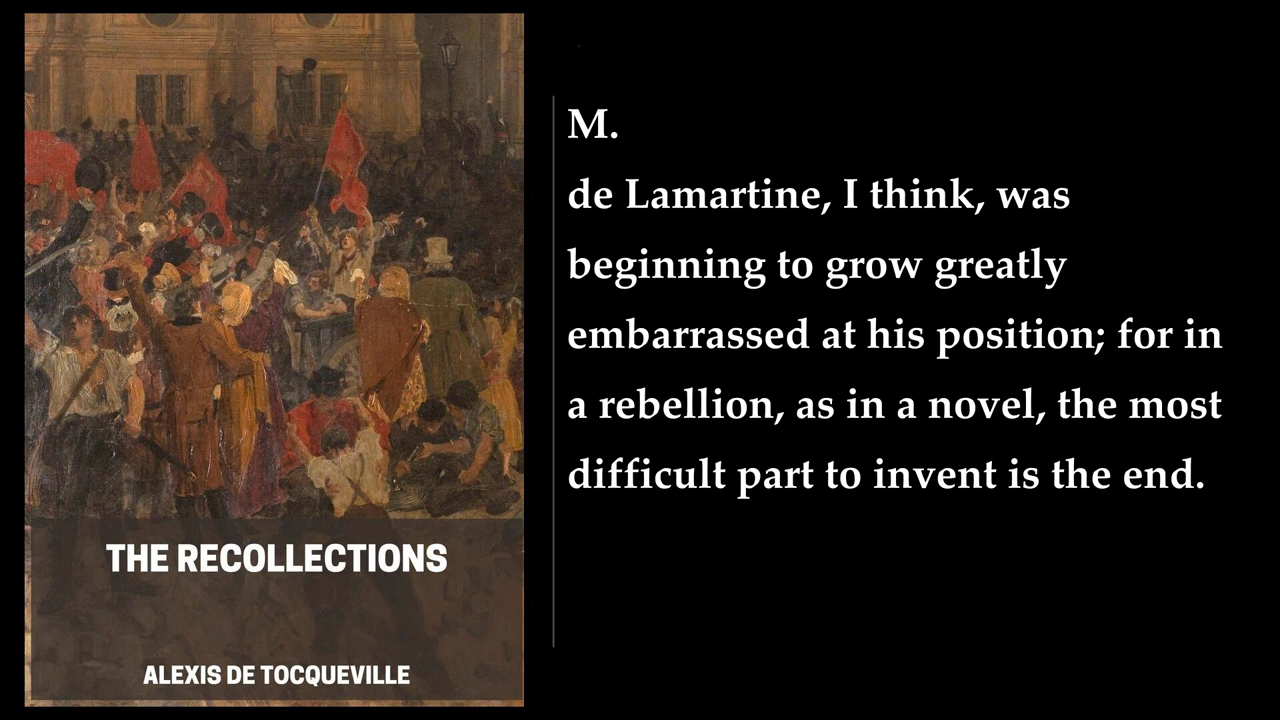 THE RECOLLECTIONS
ALEXIS DE TOCQUEVILLE
M.
de Lamartine, I think, was
beginning to grow greatly
embarrassed at his position; for in
a rebellion, as in a novel, the most
difficult part to invent is the end.